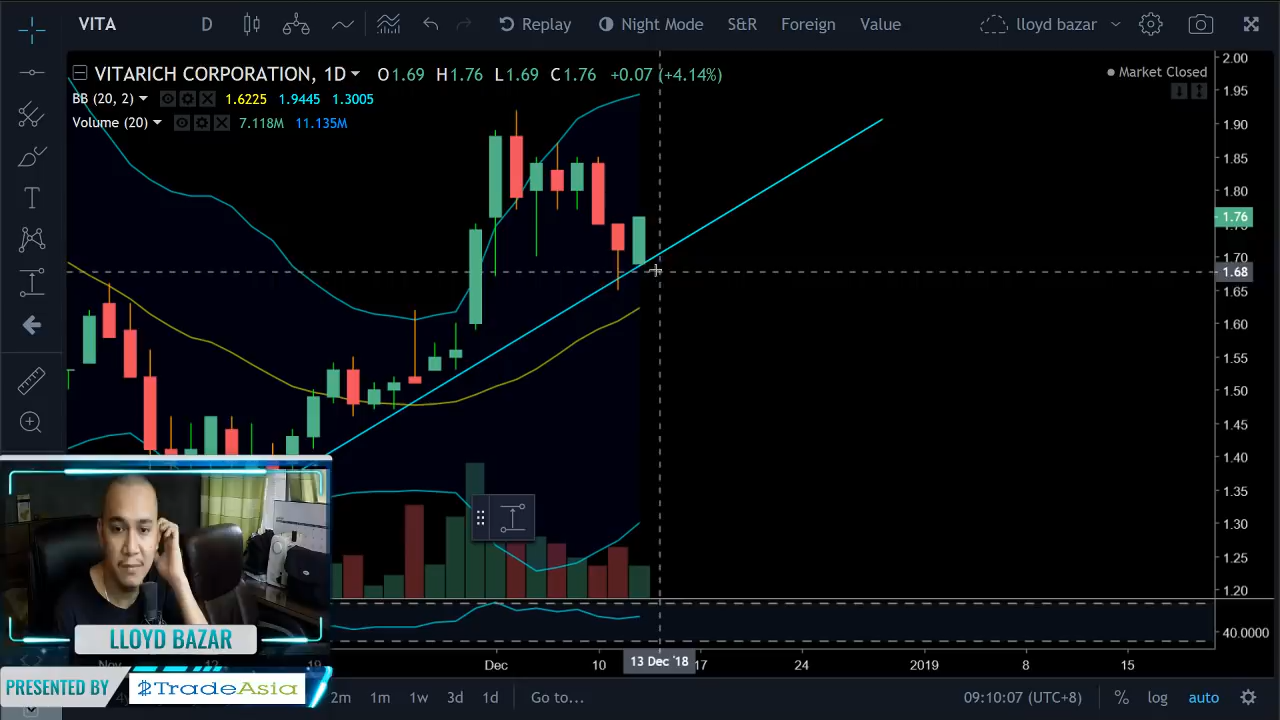 VITA D Replay Night Mode S&R Foreign Value lloyd bazar
VITARICH CORPORATION, 1D O1.69 H1.76 L1.69 C1.76 +0.07 (+4.14%)
Market Closed
BB (20, 2) 1.6225 1.9445 1.3005
Volume (20) 7.118M 11.135M
2.00
1.95
1.90
1.85
1.80
1.76
1.70
1.68
1.65
1.60
1.55
1.50
1.45
1.40
1.35
1.30
1.25
1.20
40.0000
LLOYD BAZAR
Dec 10 13 Dec '18 17 24 2019 8 15
PRESENTED BY $TradeAsia
2m 1m 1w 3d 1d Go to... 09:10:07 (UTC+8) % log auto